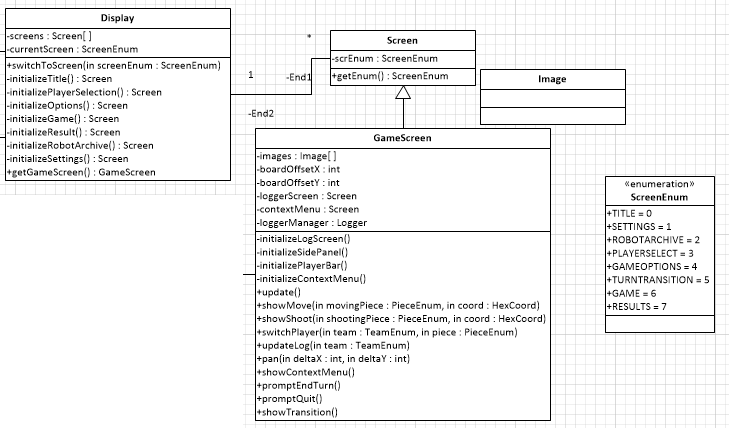 Display
-screens : Screen[ ]
-currentScreen : ScreenEnum
+switchToScreen(in screenEnum : ScreenEnum)
-initializeTitle() : Screen
-initializePlayerSelection() : Screen
-initializeOptions() : Screen
-initializeGame() : Screen
-initializeResult() : Screen
-initializeRobotArchive() : Screen
-initializeSettings() : Screen
+getGameScreen() : GameScreen
1
-End2
*
-End1
Screen
-scrEnum : ScreenEnum
+getEnum() : ScreenEnum
Image
GameScreen
-images : Image[ ]
-boardOffsetX : int
-boardOffsetY : int
-loggerScreen : Screen
-contextMenu : Screen
-loggerManager : Logger
-initializeLogScreen()
-initializeSidePanel()
-initializePlayerBar()
-initializeContextMenu()
+update()
+showMove(in movingPiece : PieceEnum, in coord : HexCoord)
+showShoot(in shootingPiece : PieceEnum, in coord : HexCoord)
+switchPlayer(in team : TeamEnum, in piece : PieceEnum)
+updateLog(in team : TeamEnum)
+pan(in deltaX : int, in deltaY : int)
+showContextMenu()
+promptEndTurn()
+promptQuit()
+showTransition()
«enumeration»
ScreenEnum
+TITLE = 0
+SETTINGS = 1
+ROBOTARCHIVE = 2
+PLAYERSELECT = 3
+GAMEOPTIONS = 4
+TURNTRANSITION = 5
+GAME = 6
+RESULTS = 7